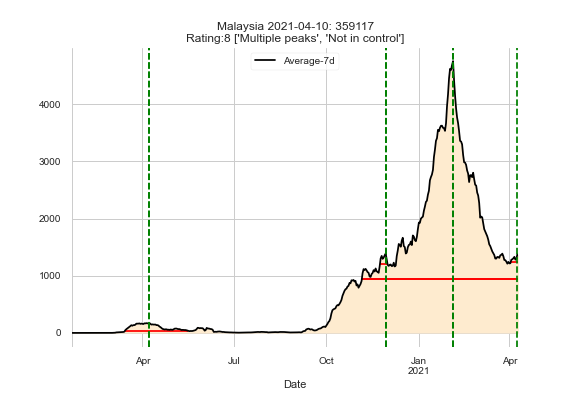 Malaysia 2021-04-10: 359117
Rating:8 ['Multiple peaks', 'Not in control']
Average-7d
4000
3000
2000
1000
0
Apr
Jul
Oct
Jan
2021
Apr
Date